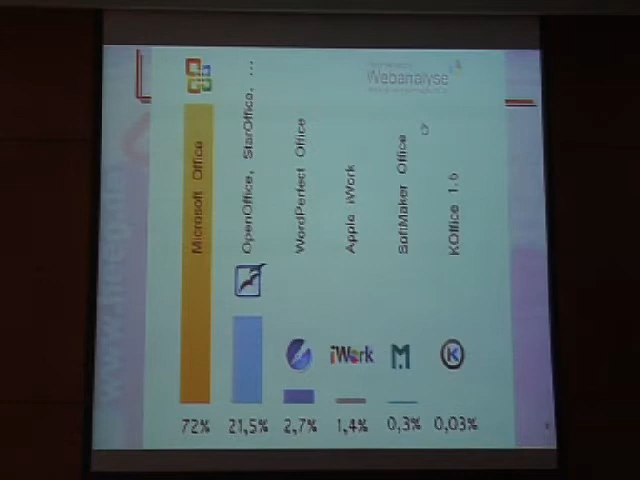 Webanalyse
Microsoft Office
OpenOffice, StarOffice, ...
WordPerfect Office
Apple iWork
SoftMaker Office
KOffice 1.6
iWork
M
K
72%
21,5%
2,7%
1,4%
0,3%
0,03%